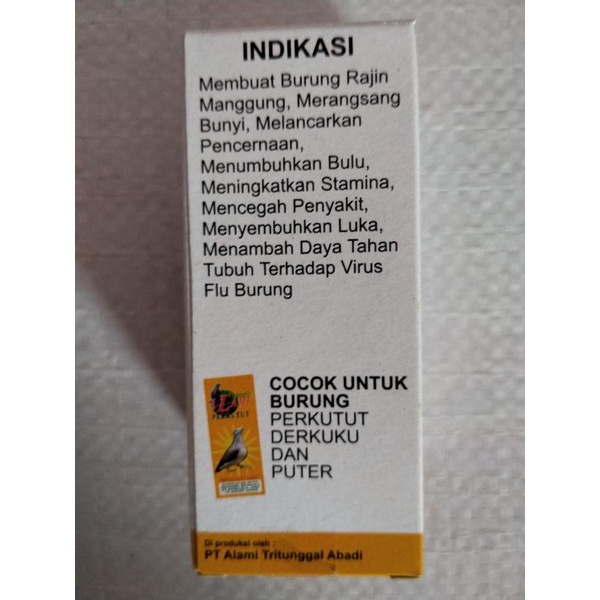 INDIKASI
Membuat Burung Rajin
Manggung, Merangsang
Bunyi, Melancarkan
Pencernaan,
Menumbuhkan Bulu,
Meningkatkan Stamina,
Mencegah Penyakit,
Menyembuhkan Luka,
Menambah Daya Tahan
Tubuh Terhadap Virus
Flu Burung
COCOK UNTUK
BURUNG
PERKUTUT
DERKUKU
DAN
PUTER
PERKUTUT
Di produksi oleh :
PT Alami Tritunggal Abadi